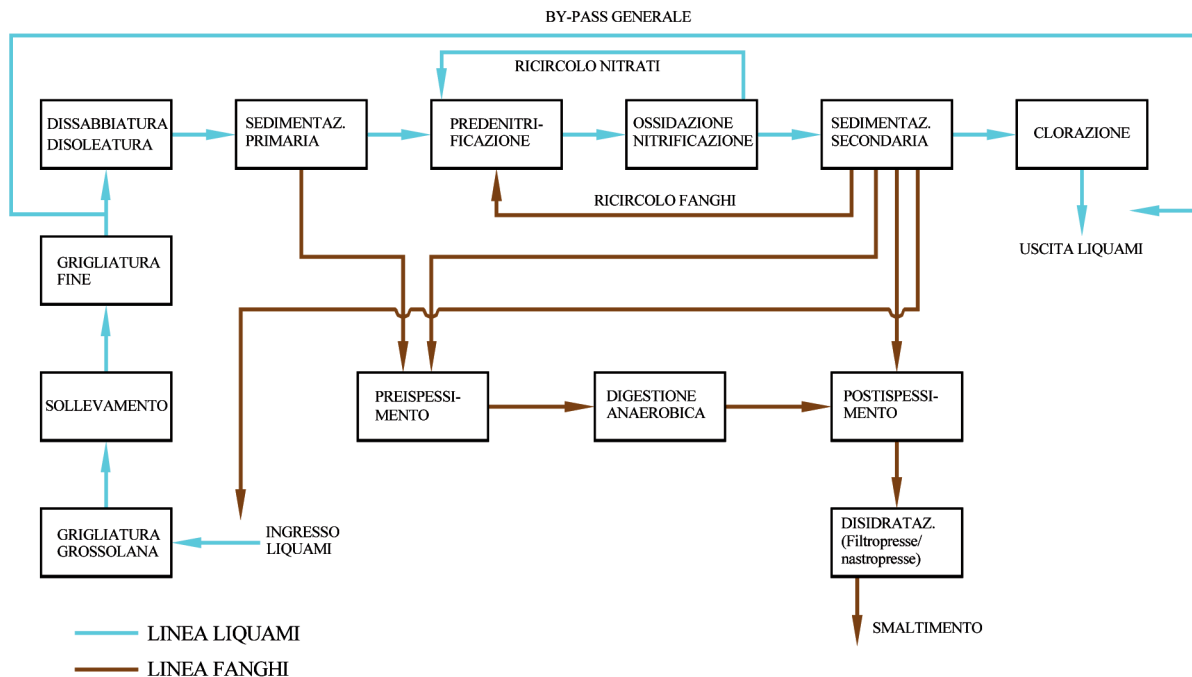 BY-PASS GENERALE
RICIRCOLO NITRATI
DISSABBIATURA
DISOLEATURA
SEDIMENTAZ.
PRIMARIA
PREDENITRI-
FICAZIONE
OSSIDAZIONE
NITRIFICAZIONE
SEDIMENTAZ.
SECONDARIA
CLORAZIONE
RICIRCOLO FANGHI
USCITA LIQUAMI
GRIGLIATURA
FINE
SOLLEVAMENTO
PREISPESSI-
MENTO
DIGESTIONE
ANAEROBICA
POSTISPESSI-
MENTO
GRIGLIATURA
GROSSOLANA
INGRESSO
LIQUAMI
DISIDRATAZ.
(Filtropresse/
nastropresse)
SMALTIMENTO
LINEA LIQUAMI
LINEA FANGHI